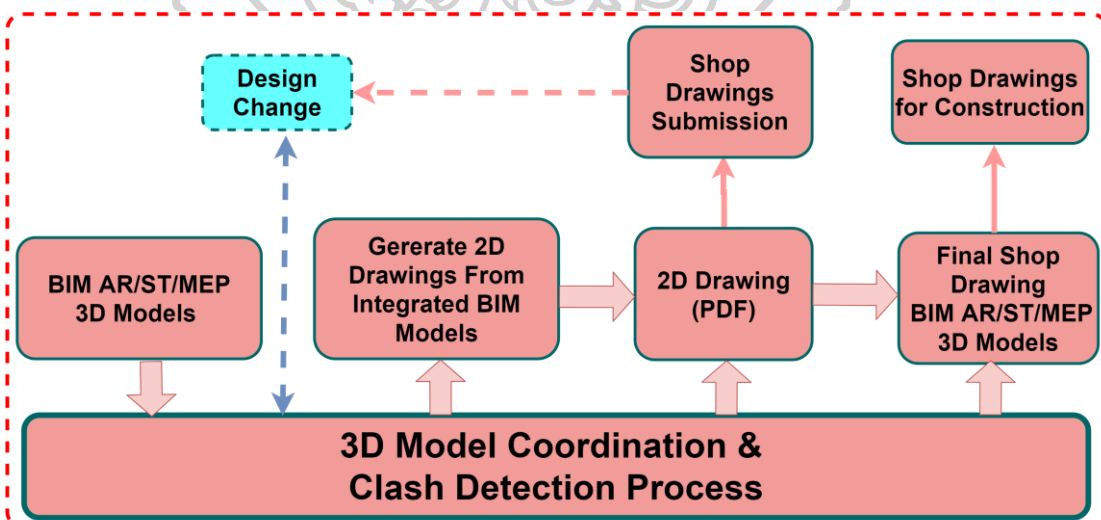 Design
Change
Shop
Drawings
Submission
Shop Drawings
for Construction
BIM AR/ST/MEP
3D Models
Gererate 2D
Drawings From
Integrated BIM
Models
2D Drawing
(PDF)
Final Shop
Drawing
BIM AR/ST/MEP
3D Models
3D Model Coordination &
Clash Detection Process